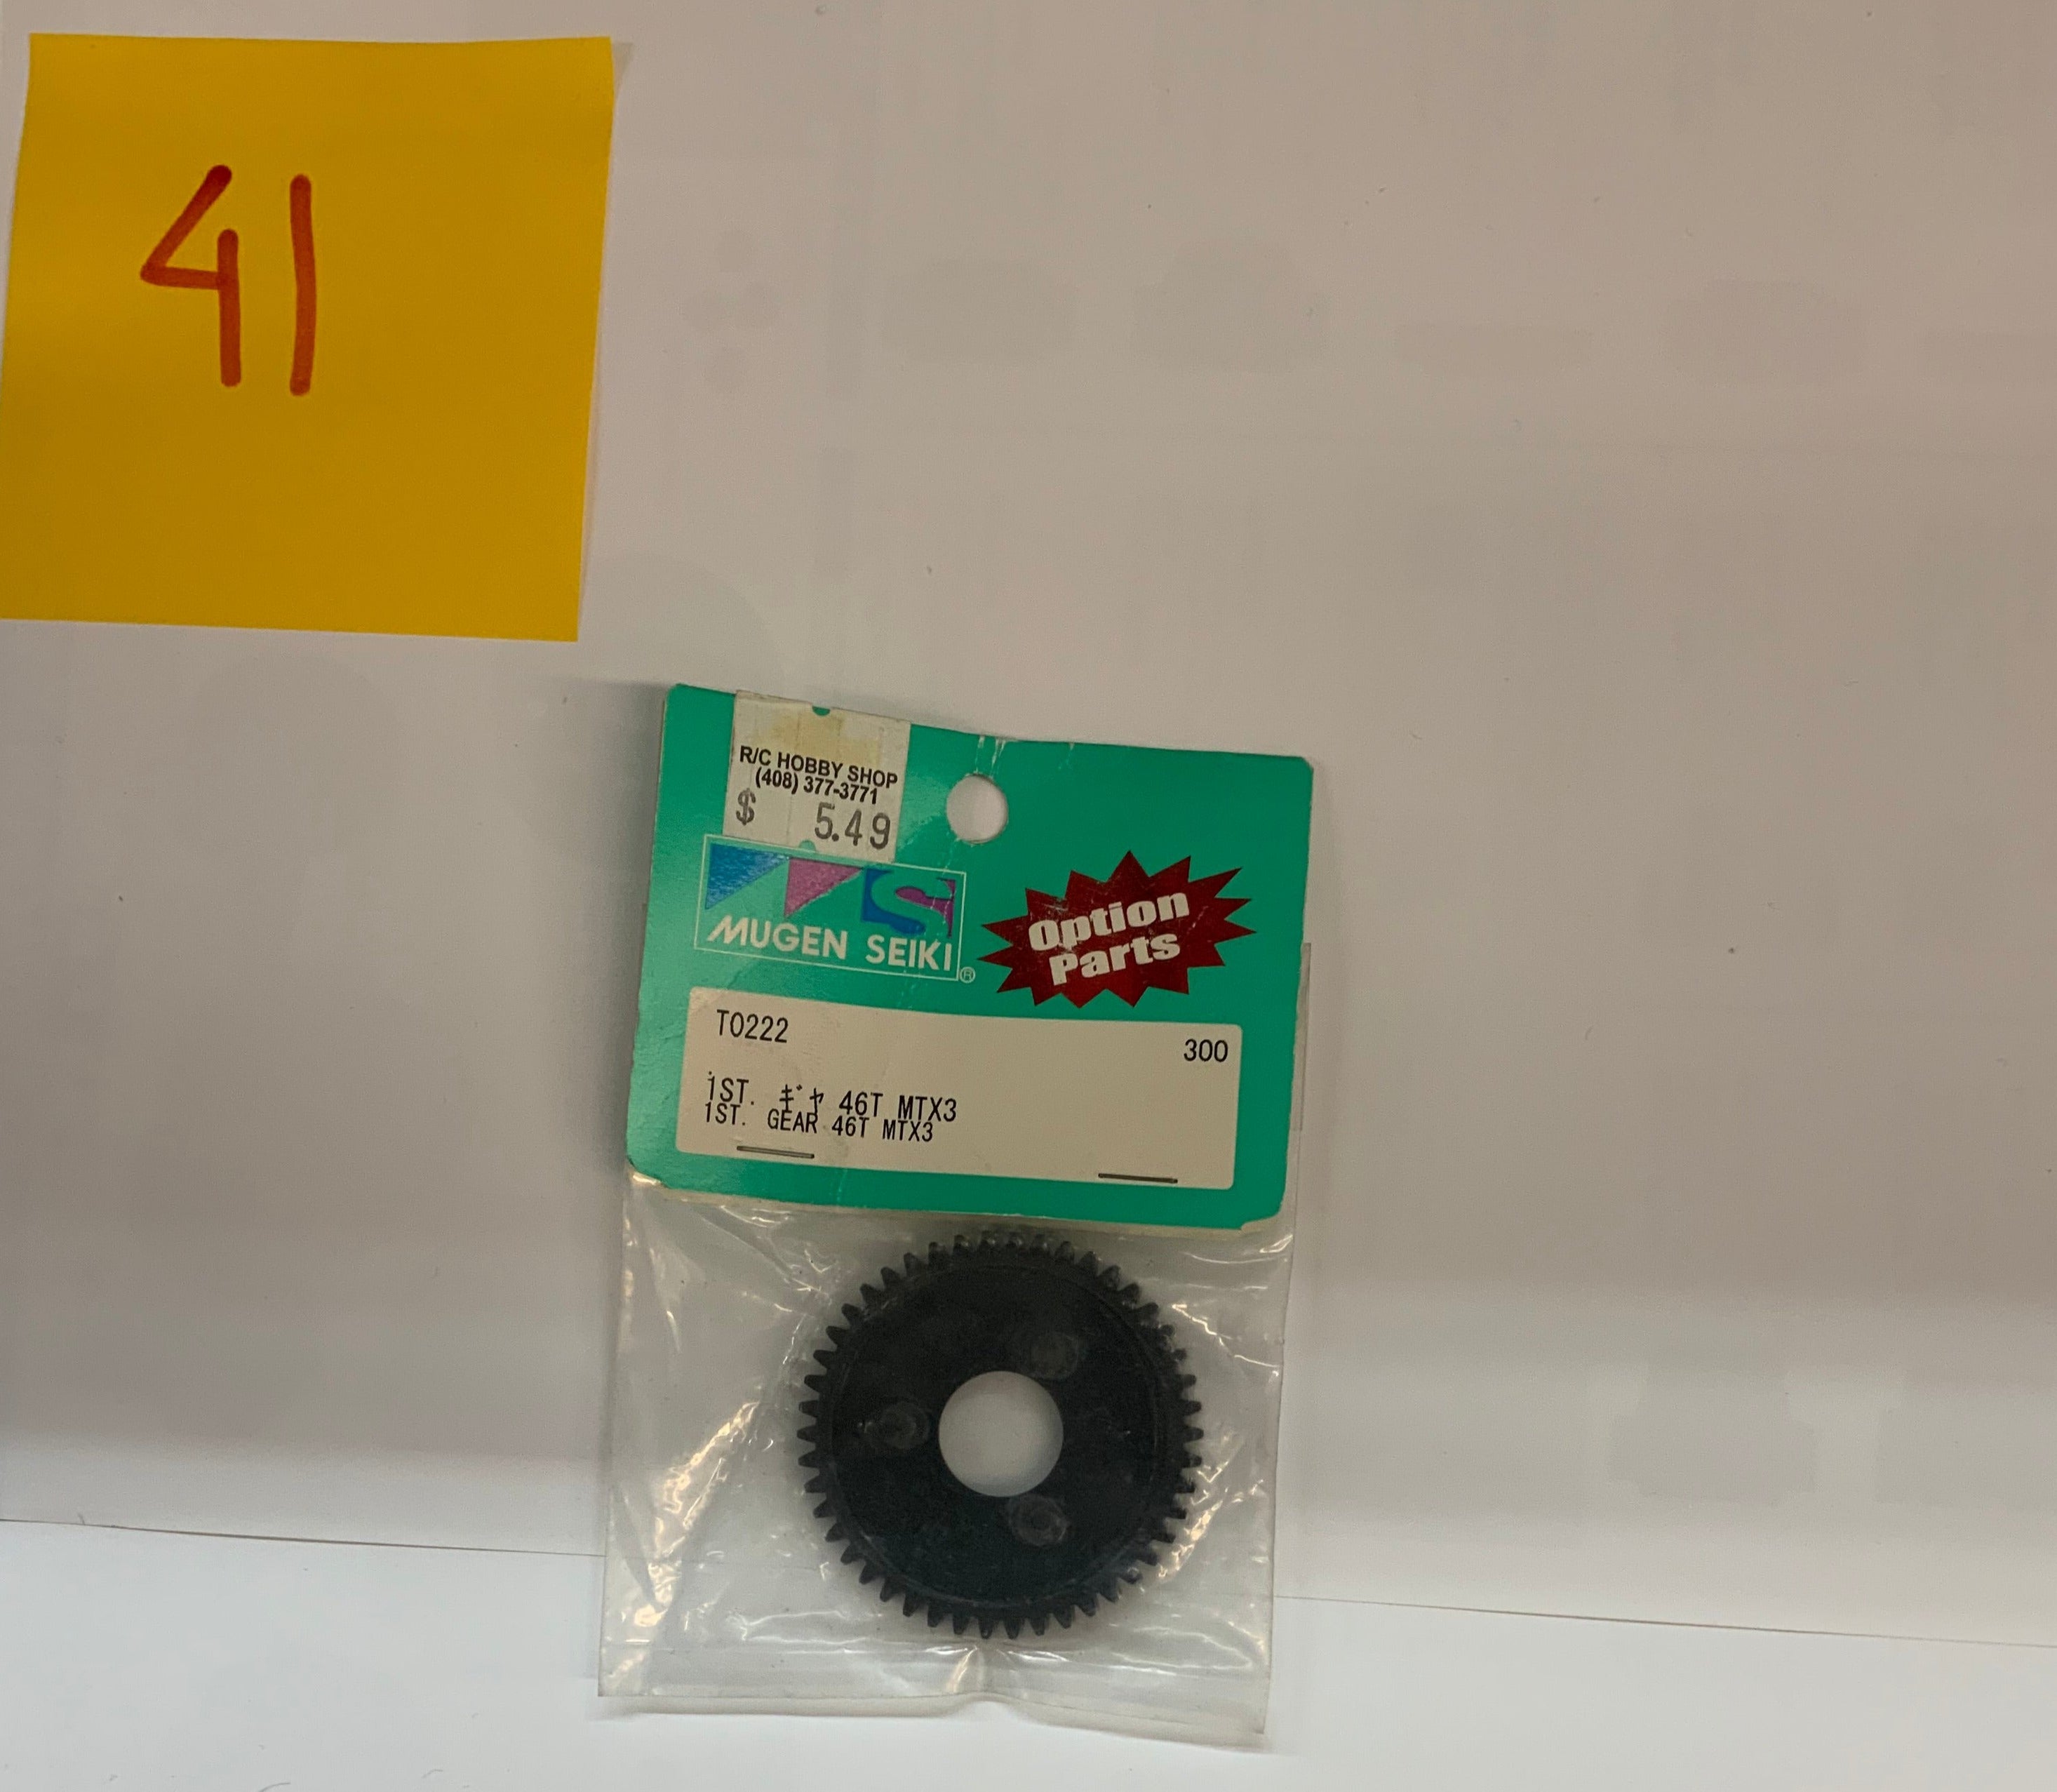 41
R/C HOBBY SHOP
(408) 377-3771
$ 5.49
MUGEN SEIKI®
Option
Parts
T0222 300
1ST. ギヤ 46T MTX3
1ST. GEAR 46T MTX3